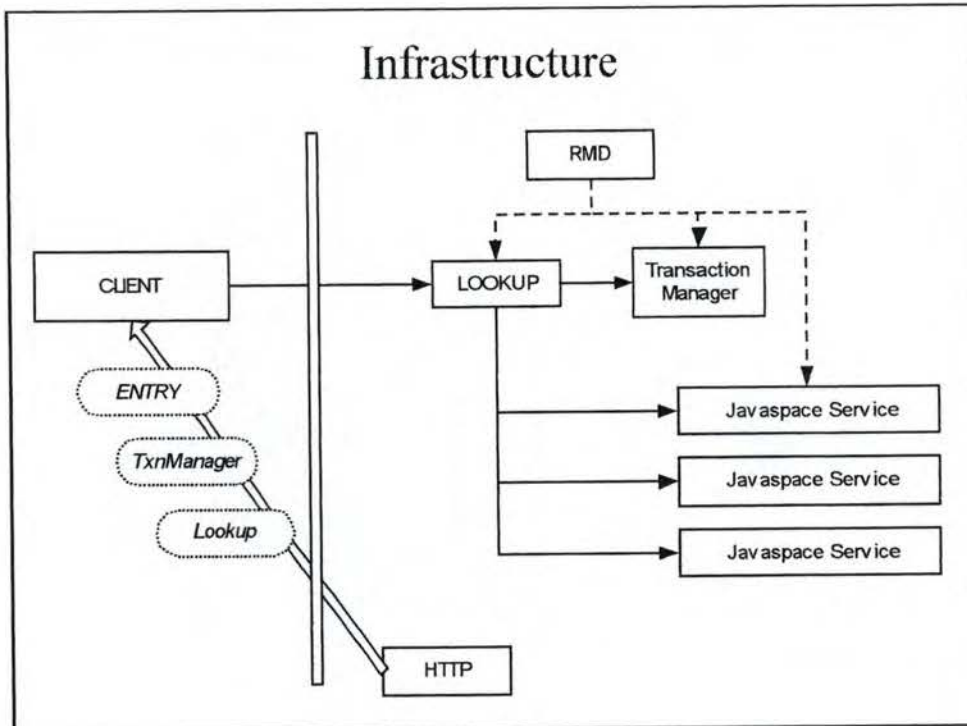 Infrastructure
RMD
CLIENT
LOOKUP
Transaction
Manager
ENTRY
TxnManager
Lookup
Javaspace Service
Javaspace Service
Javaspace Service
HTTP